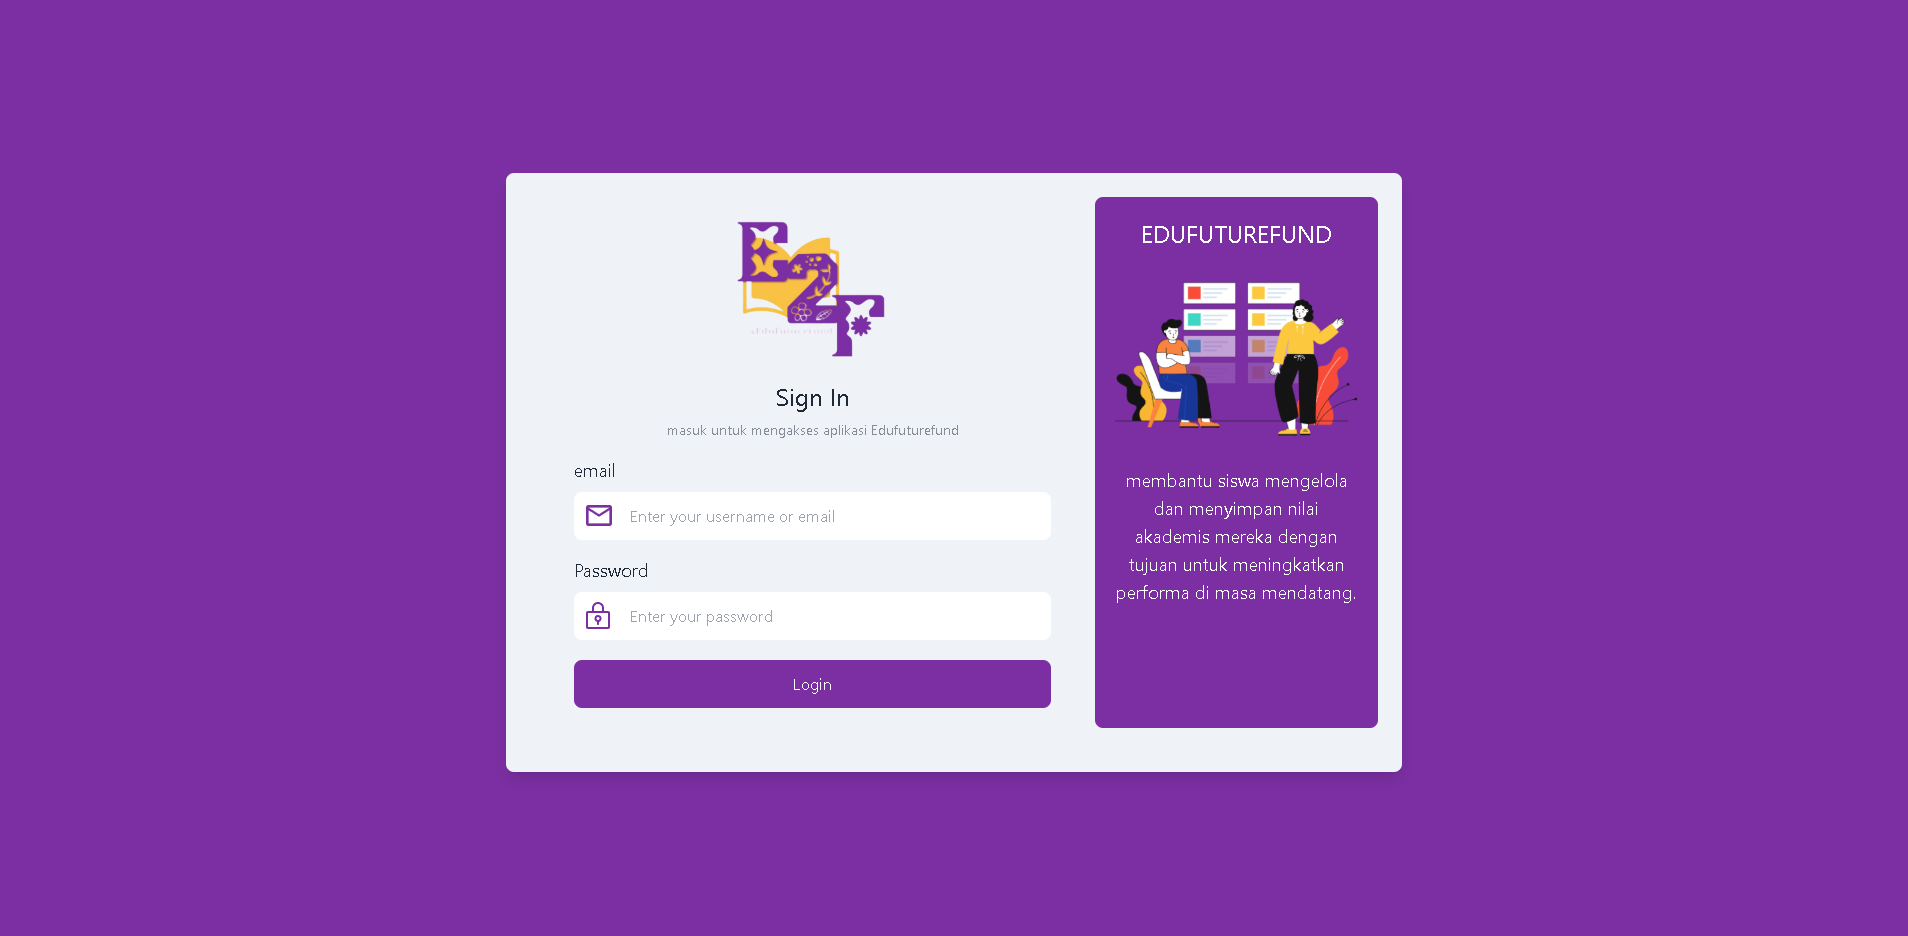 Sign In
masuk untuk mengakses aplikasi Edufuturefund
email
Enter your username or email
Password
Enter your password
Login
EDUFUTUREFUND
membantu siswa mengelola
dan menyimpan nilai
akademis mereka dengan
tujuan untuk meningkatkan
performa di masa mendatang.